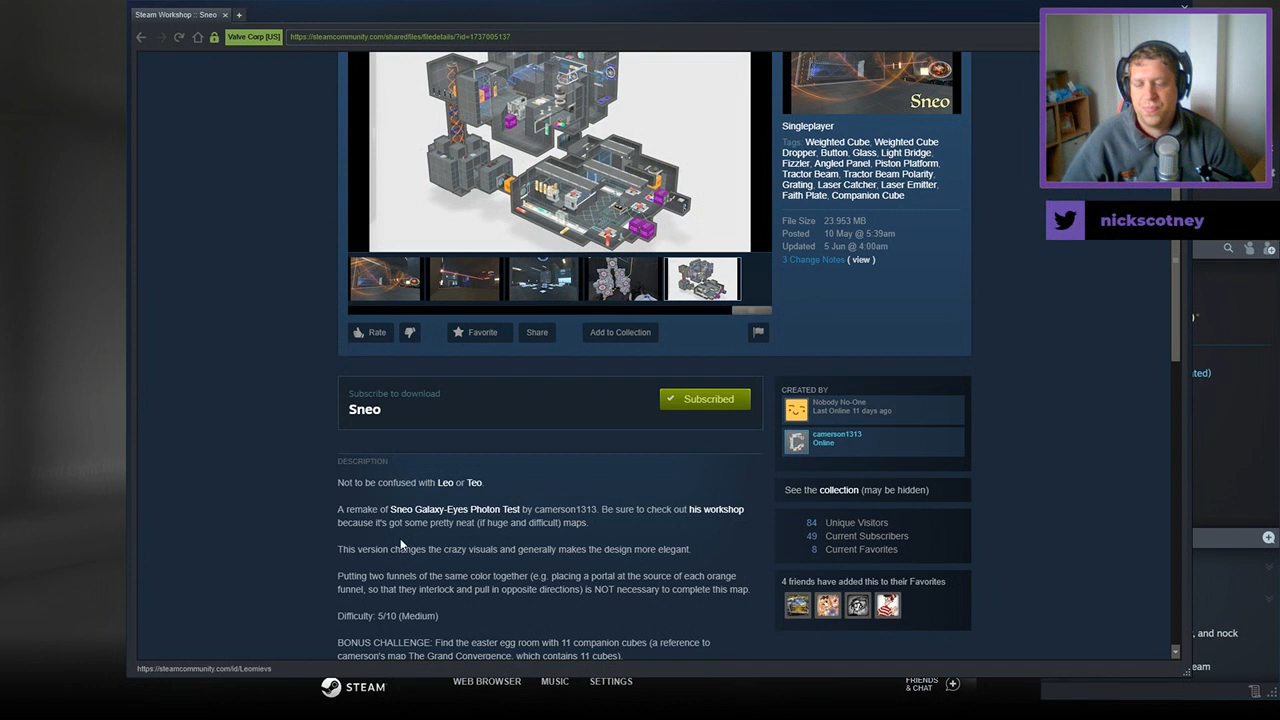 Steam Workshop :: Sneo
Valve Corp [US]
https://steamcommunity.com/sharedfiles/filedetails/?id=1737005137
Sneo
Singleplayer
Tags: Weighted Cube, Weighted Cube
Dropper, Button, Glass, Light Bridge,
Fizzler, Angled Panel, Piston Platform,
Tractor Beam, Tractor Beam Polarity,
Grating, Laser Catcher, Laser Emitter,
Faith Plate, Companion Cube
File Size 23.953 MB
Posted 10 May @ 5:39am
Updated 5 Jun @ 4:00am
3 Change Notes ( view )
nickscotney
Rate
Favorite
Share
Add to Collection
Subscribe to download
Sneo
Subscribed
CREATED BY
Nobody No-One
Last Online 11 days ago
camerson1313
Online
DESCRIPTION
Not to be confused with Leo or Teo.
A remake of Sneo Galaxy-Eyes Photon Test by camerson1313. Be sure to check out his workshop
because it's got some pretty neat (if huge and difficult) maps.
This version changes the crazy visuals and generally makes the design more elegant.
Putting two funnels of the same color together (e.g. placing a portal at the source of each orange
funnel, so that they interlock and pull in opposite directions) is NOT necessary to complete this map.
Difficulty: 5/10 (Medium)
BONUS CHALLENGE: Find the easter egg room with 11 companion cubes (a reference to
camerson's map The Grand Convergence, which contains 11 cubes).
See the collection (may be hidden)
84 Unique Visitors
49 Current Subscribers
8 Current Favorites
4 friends have added this to their Favorites
ated)
, and nock
eam
https://steamcommunity.com/id/Leomievs
STEAM
WEB BROWSER
MUSIC
SETTINGS
FRIENDS
& CHAT